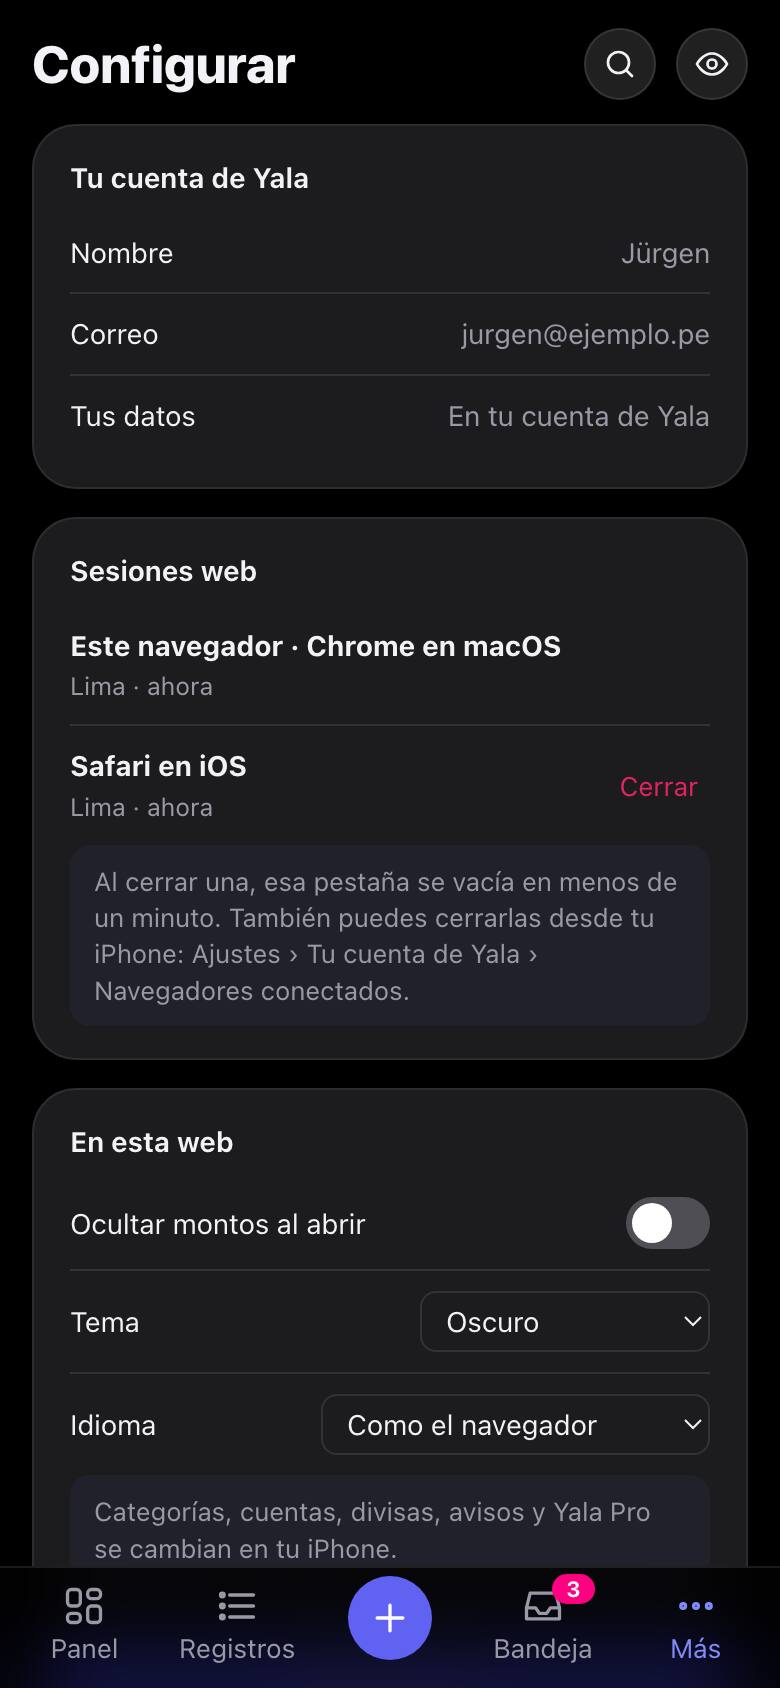 Configurar
Tu cuenta de Yala
Nombre
Jürgen
Correo
jurgen@ejemplo.pe
Tus datos
En tu cuenta de Yala
Sesiones web
Este navegador · Chrome en macOS
Lima · ahora
Safari en iOS
Lima · ahora
Cerrar
Al cerrar una, esa pestaña se vacía en menos de
un minuto. También puedes cerrarlas desde tu
iPhone: Ajustes › Tu cuenta de Yala ›
Navegadores conectados.
En esta web
Ocultar montos al abrir
Tema
Oscuro
Idioma
Como el navegador
Categorías, cuentas, divisas, avisos y Yala Pro
se cambian en tu iPhone.
Panel
Registros
3
Bandeja
Más